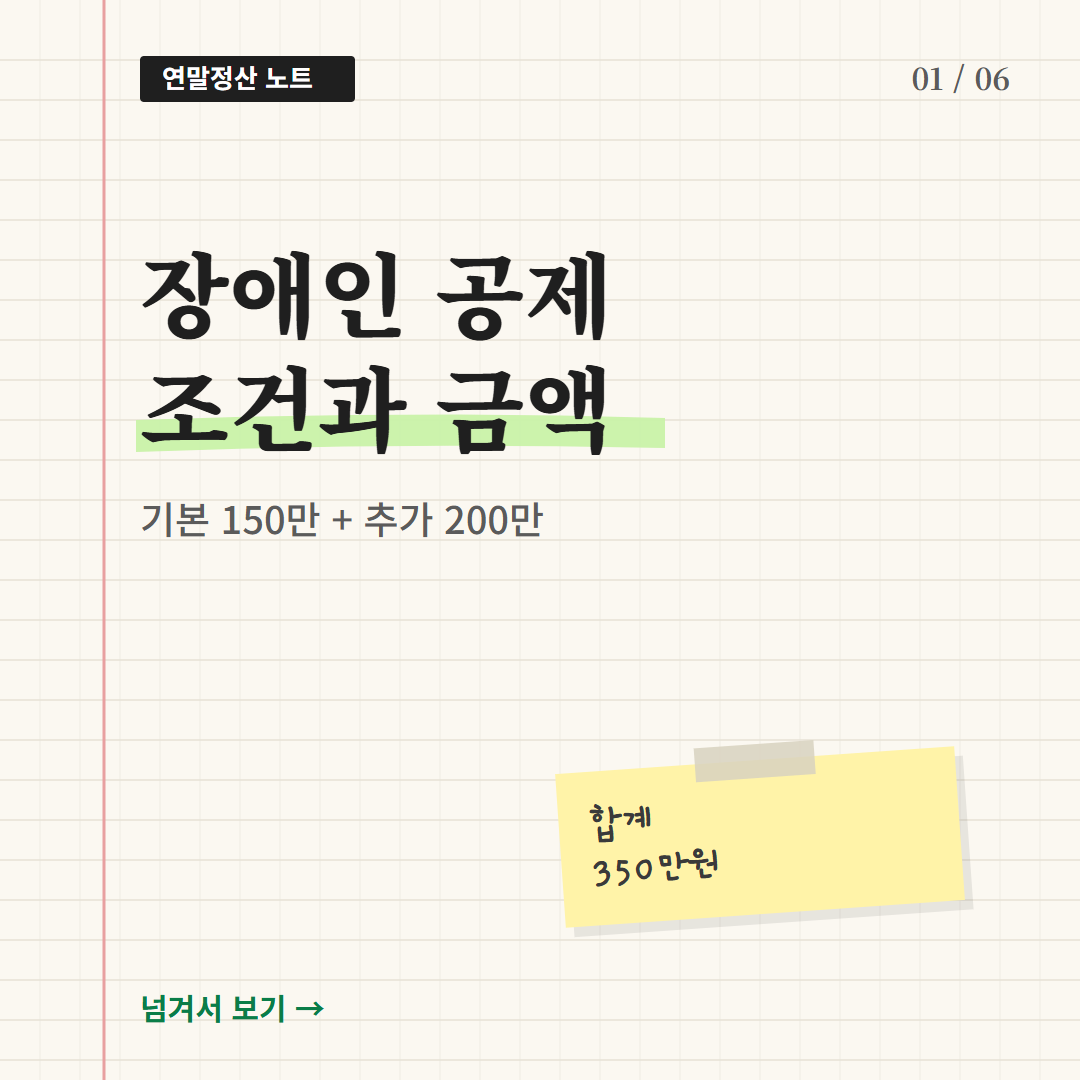 연말정산 노트
01 / 06
장애인 공제
조건과 금액
기본 150만 + 추가 200만
합계
350만원
넘겨서 보기 →